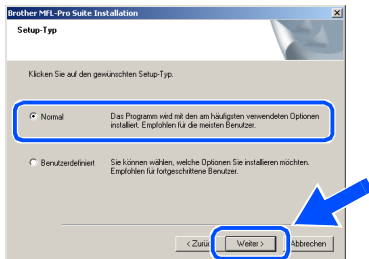 Brother MFL-Pro Suite Installation
Setup-Typ
Klicken Sie auf den gewünschten Setup-Typ.
Normal
Das Programm wird mit den am häufigsten verwendeten Optionen
installiert. Empfohlen für die meisten Benutzer.
Benutzerdefiniert
Sie können wählen, welche Optionen Sie installieren möchten.
Empfohlen für fortgeschrittene Benutzer.
< Zurüc Weiter > Abbrechen